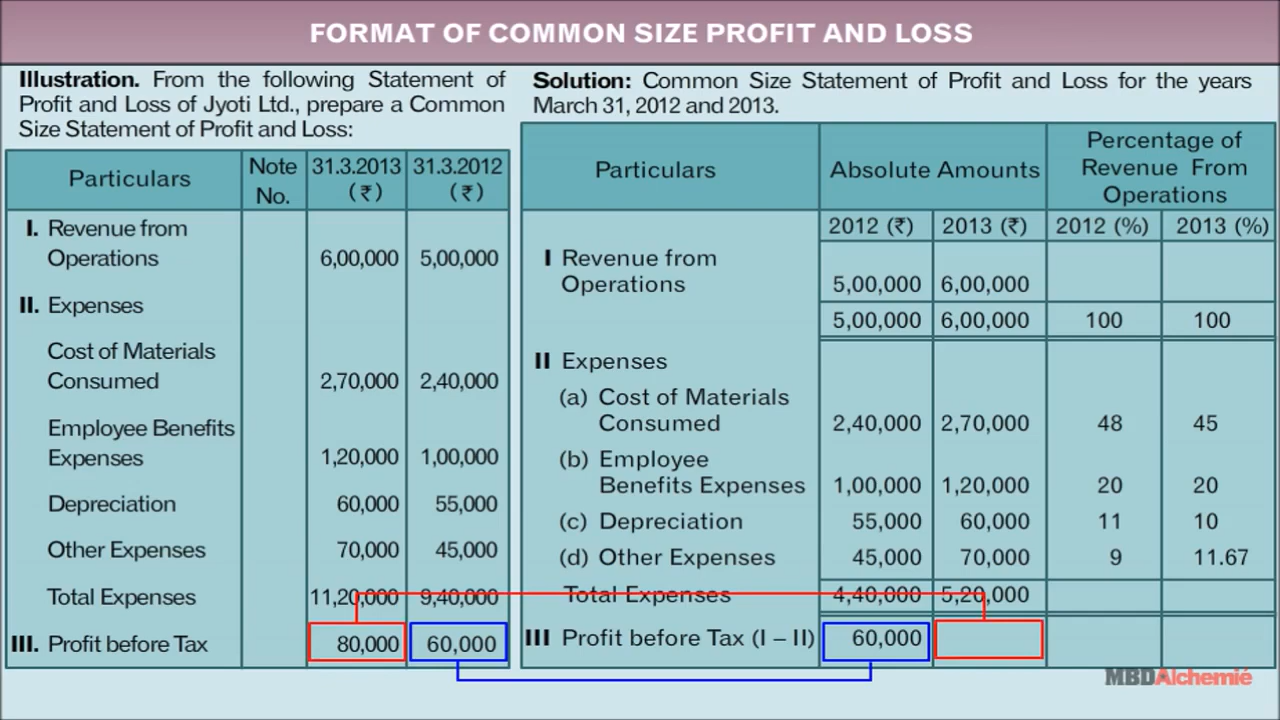 FORMAT OF COMMON SIZE PROFIT AND LOSS
Illustration. From the following Statement of
Profit and Loss of Jyoti Ltd., prepare a Common
Size Statement of Profit and Loss:
Particulars Note No. 31.3.2013 (₹) 31.3.2012 (₹)
I. Revenue from
Operations 6,00,000 5,00,000
II. Expenses
Cost of Materials
Consumed 2,70,000 2,40,000
Employee Benefits
Expenses 1,20,000 1,00,000
Depreciation 60,000 55,000
Other Expenses 70,000 45,000
Total Expenses 11,20,000 9,40,000
III. Profit before Tax 80,000 60,000
Solution: Common Size Statement of Profit and Loss for the years
March 31, 2012 and 2013.
Particulars Absolute Amounts Percentage of Revenue From Operations
2012 (₹) 2013 (₹) 2012 (%) 2013 (%)
I Revenue from
Operations 5,00,000 6,00,000
5,00,000 6,00,000 100 100
II Expenses
(a) Cost of Materials
Consumed 2,40,000 2,70,000 48 45
(b) Employee
Benefits Expenses 1,00,000 1,20,000 20 20
(c) Depreciation 55,000 60,000 11 10
(d) Other Expenses 45,000 70,000 9 11.67
Total Expenses 4,40,000 5,20,000
III Profit before Tax (I – II) 60,000
MBDAlchemié